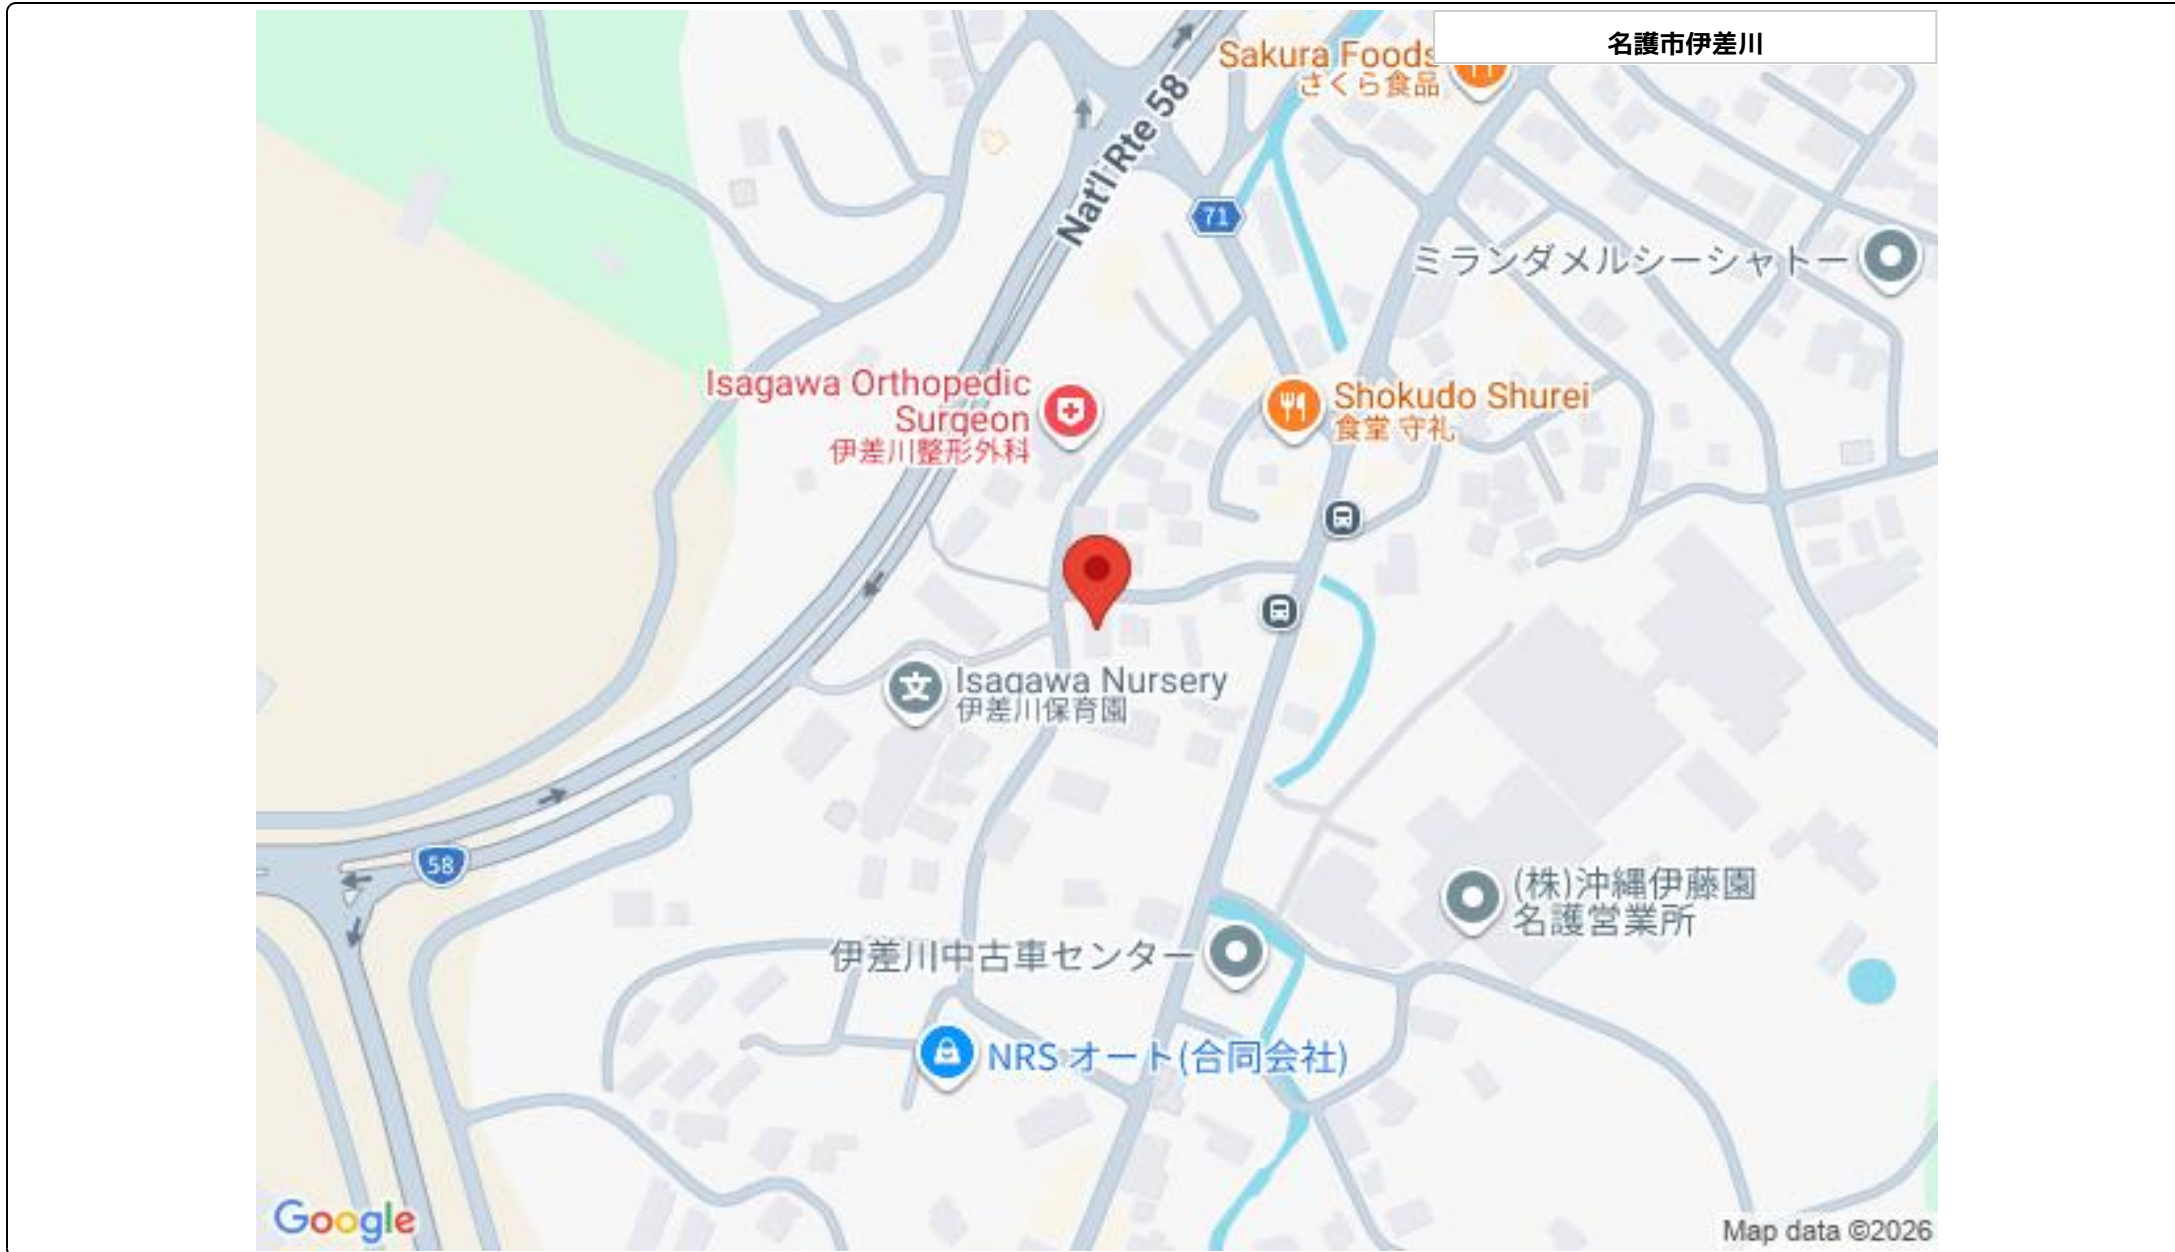 名護市伊差川
Sakura Foods
さくら食品
Nat'l Rte 58
71
ミランダメルシーシャトー
Isagawa Orthopedic
Surgeon
伊差川整形外科
Shokudo Shurei
食堂 守礼
Isagawa Nursery
伊差川保育園
58
(株)沖縄伊藤園
名護営業所
伊差川中古車センター
NRS オート(合同会社)
Google
Map data ©2026